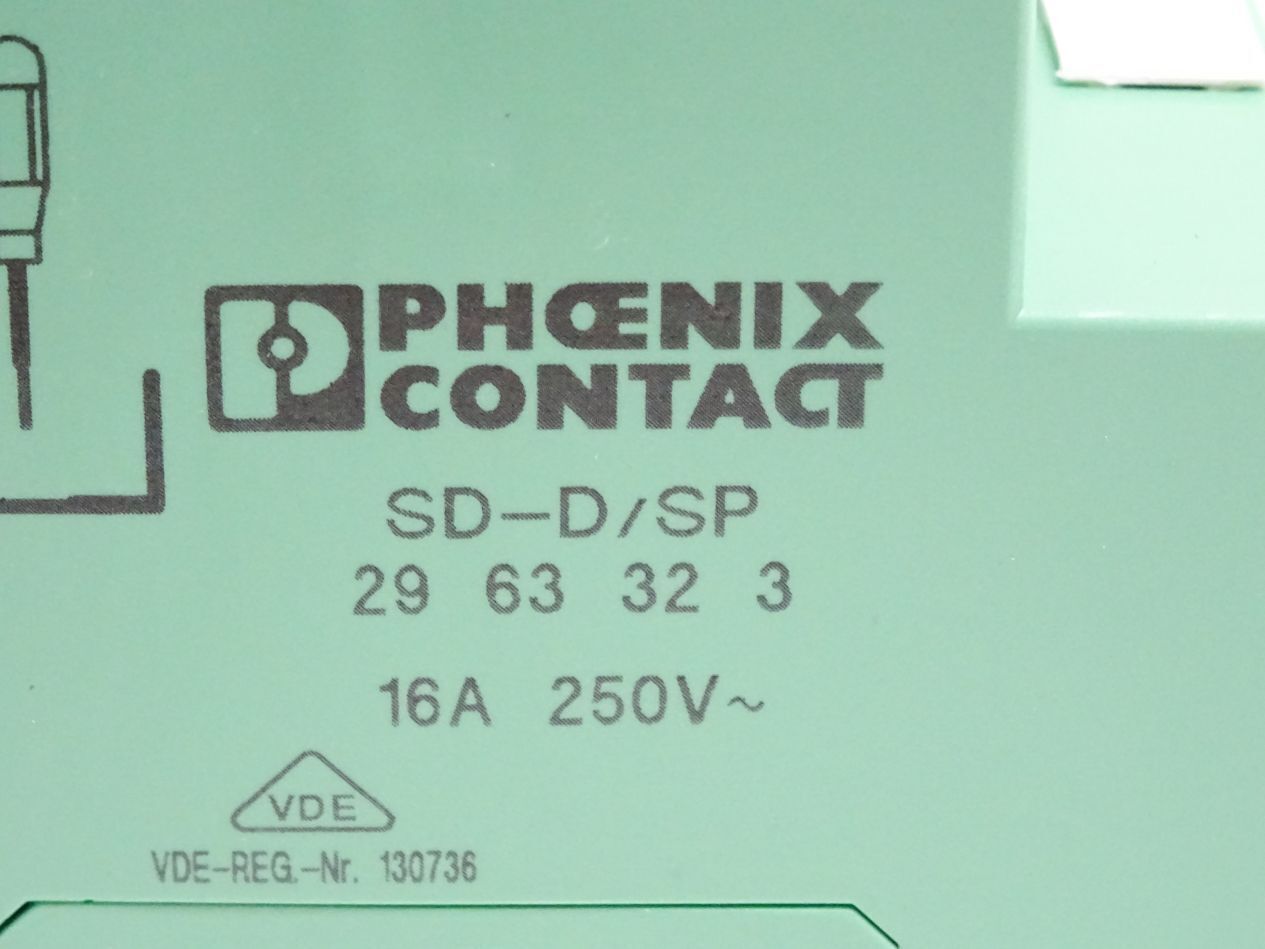 PHŒNIX
CONTACT
SD-D/SP
29 63 32 3
16A 250V~
VDE
VDE-REG.-Nr. 130736